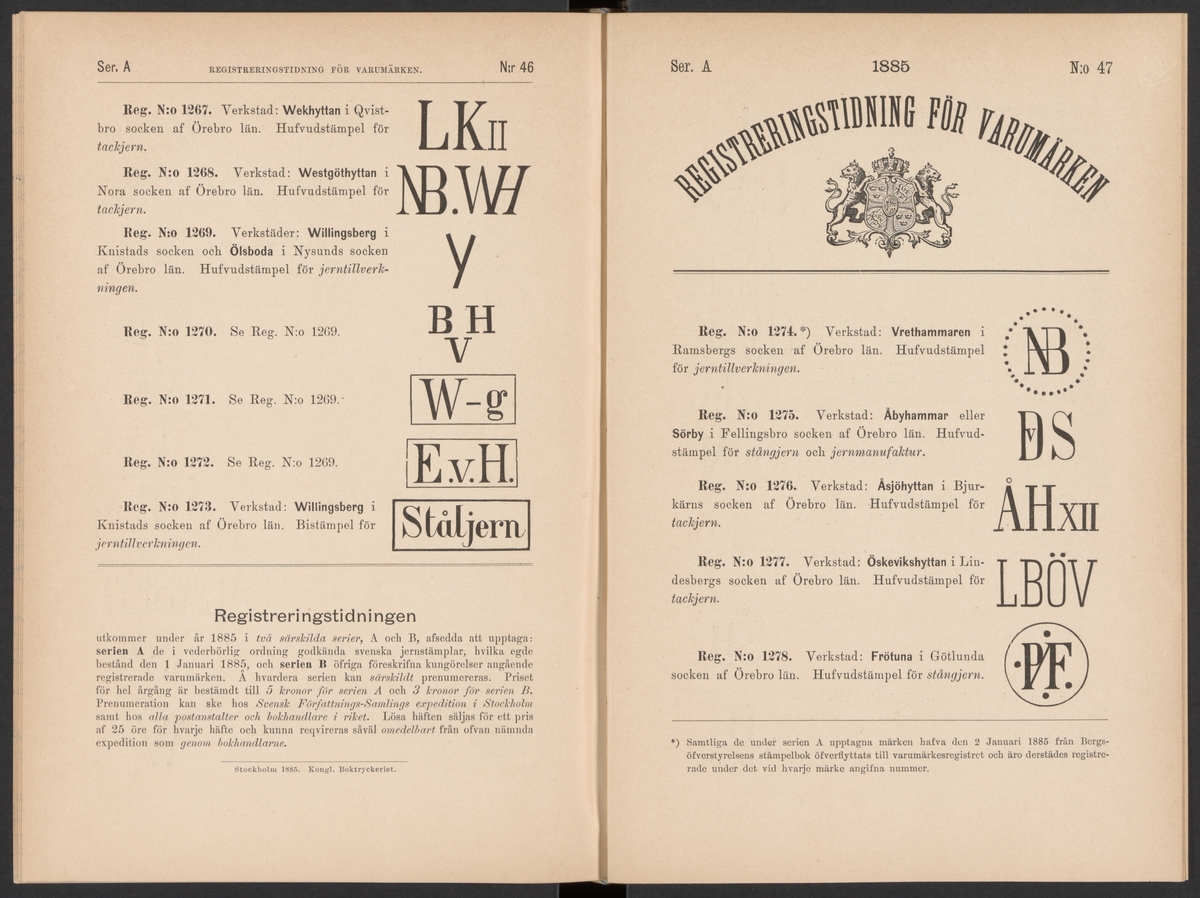 Ser. A REGISTRERINGSTIDNING FÖR VARUMÄRKEN. N:r 46
Reg. N:o 1267. Verkstad: Wekhyttan i Qvist-
bro socken af Örebro län. Hufvudstämpel för
tackjern.
LKII
Reg. N:o 1268. Verkstad: Westgöthyttan i
Nora socken af Örebro län. Hufvudstämpel för
tackjern.
NB.WH
Reg. N:o 1269. Verkstäder: Willingsberg i
Knistads socken och Ölsboda i Nysunds socken
af Örebro län. Hufvudstämpel för jerntillverk-
ningen.
y
Reg. N:o 1270. Se Reg. N:o 1269.
B H
V
Reg. N:o 1271. Se Reg. N:o 1269.
W-g
Reg. N:o 1272. Se Reg. N:o 1269.
E.v.H.
Reg. N:o 1273. Verkstad: Willingsberg i
Knistads socken af Örebro län. Bistämpel för
jerntillverkningen.
Ståljern
Registreringstidningen
utkommer under år 1885 i två särskilda serier, A och B, afsedda att upptaga:
serien A de i vederbörlig ordning godkända svenska jernstämplar, hvilka egde
bestånd den 1 Januari 1885, och serien B öfriga föreskrifna kungörelser angående
registrerade varumärken. Å hvardera serien kan särskildt prenumereras. Priset
för hel årgång är bestämdt till 5 kronor för serien A och 3 kronor för serien B.
Prenumeration kan ske hos Svensk Författnings-Samlings expedition i Stockholm
samt hos alla postanstalter och bokhandlare i riket. Lösa häften säljas för ett pris
af 25 öre för hvarje häfte och kunna reqvireras såväl omedelbart från ofvan nämnda
expedition som genom bokhandlarne.
Stockholm 1885. Kongl. Boktryckeriet.
Ser. A 1885 N:o 47
REGISTRERINGSTIDNING FÖR VARUMÄRKEN
Reg. N:o 1274.*) Verkstad: Vrethammaren i
Ramsbergs socken af Örebro län. Hufvudstämpel
för jerntillverkningen.
NB
Reg. N:o 1275. Verkstad: Åbyhammar eller
Sörby i Fellingsbro socken af Örebro län. Hufvud-
stämpel för stångjern och jernmanufaktur.
DvS
Reg. N:o 1276. Verkstad: Åsjöhyttan i Bjur-
kärns socken af Örebro län. Hufvudstämpel för
tackjern.
ÅHXII
Reg. N:o 1277. Verkstad: Öskevikshyttan i Lin-
desbergs socken af Örebro län. Hufvudstämpel för
tackjern.
LBÖV
Reg. N:o 1278. Verkstad: Frötuna i Götlunda
socken af Örebro län. Hufvudstämpel för stångjern.
P.F.
*) Samtliga de under serien A upptagna märken hafva den 2 Januari 1885 från Bergs-
öfverstyrelsens stämpelbok öfverflyttats till varumärkesregistret och äro derstädes registre-
rade under det vid hvarje märke angifna nummer.